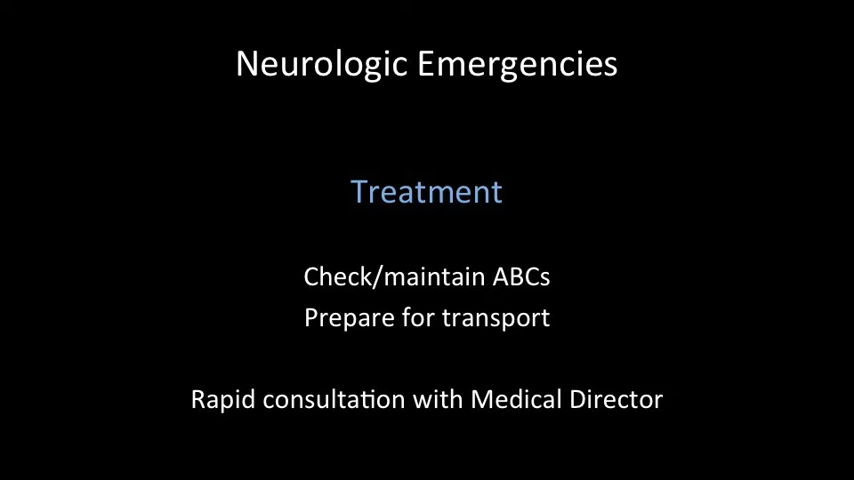 Neurologic Emergencies
Treatment
Check/maintain ABCs
Prepare for transport
Rapid consultation with Medical Director